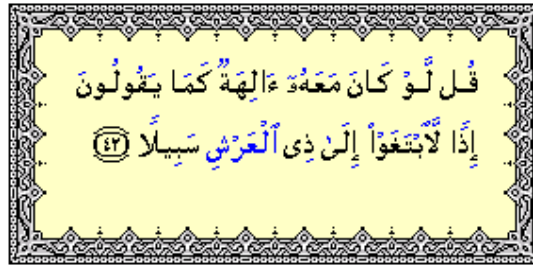 قُل لَّوْ كَانَ مَعَهُۥٓ ءَالِهَةٌ كَمَا يَقُولُونَ
إِذًا لَّٱبْتَغَوْا۟ إِلَىٰ ذِى ٱلْعَرْشِ سَبِيلًا ﴿٤٢﴾